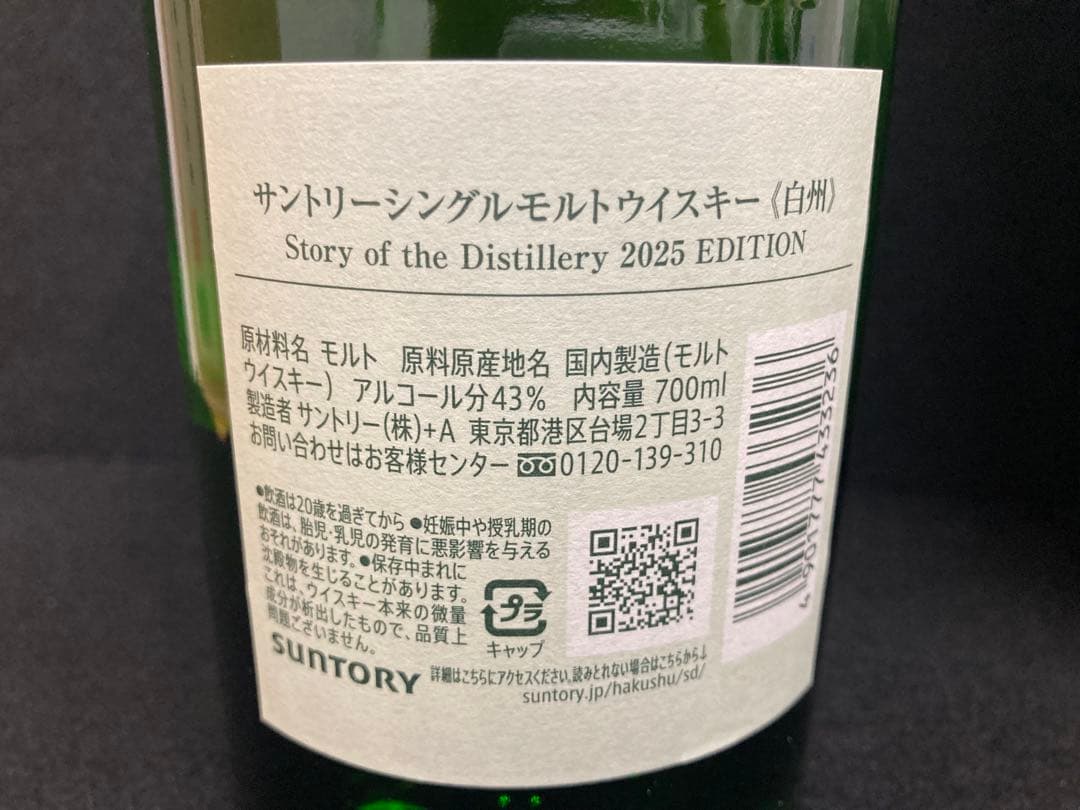 サントリーシングルモルトウイスキー《白州》
Story of the Distillery 2025 EDITION
原材料名 モルト 原料原産地名 国内製造(モルト
ウイスキー) アルコール分43% 内容量 700ml
製造者 サントリー(株)+A 東京都港区台場2丁目3-3
お問い合わせはお客様センター 0120-139-310
●飲酒は20歳を過ぎてから ●妊娠中や授乳期の
飲酒は、胎児・乳児の発育に悪影響を与える
おそれがあります。●保存中まれに
沈殿物を生じることがあります。
これは、ウイスキー本来の微量
成分が析出したもので、品質上
問題ございません。
プラ
キャップ
SUNTORY
詳細はこちらにアクセスください。読みとれない場合はこちらから↓
suntory.jp/hakushu/sd/
4 901777 433236